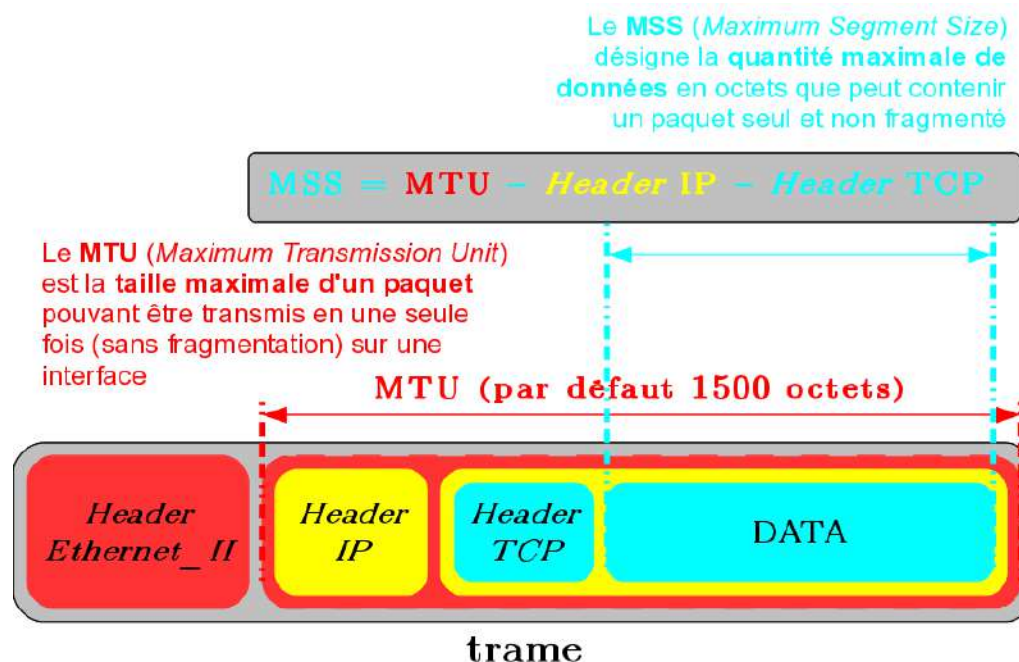 Le MSS (Maximum Segment Size)
désigne la quantité maximale de
données en octets que peut contenir
un paquet seul et non fragmenté
MSS = MTU - Header IP - Header TCP
Le MTU (Maximum Transmission Unit)
est la taille maximale d'un paquet
pouvant être transmis en une seule
fois (sans fragmentation) sur une
interface
MTU (par défaut 1500 octets)
Header
Ethernet_II
Header
IP
Header
TCP
DATA
trame